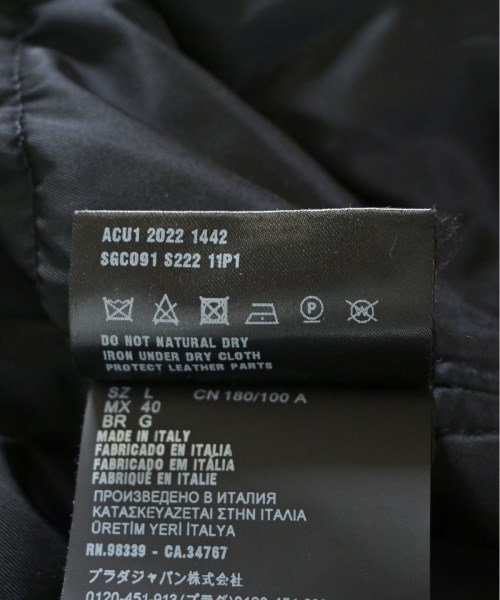 ACU1 2022 1442
SGC091 S222 11P1
P W
DO NOT NATURAL DRY
IRON UNDER DRY CLOTH
PROTECT LEATHER PARTS
SZ L CN 180/100 A
MX 40
BR G
MADE IN ITALY
FABRICADO EN ITALIA
FABRICADO EM ITÁLIA
FABRIQUÉ EN ITALIE
ПРОИЗВЕДЕНО В ИТАЛИЯ
ΚΑΤΑΣΚΕΥΑΖΕΤΑΙ ΣΤΗΝ ΙΤΑΛΙΑ
ÜRETİM YERİ İTALYA
RN.98339 - CA.34767
プラダジャパン株式会社